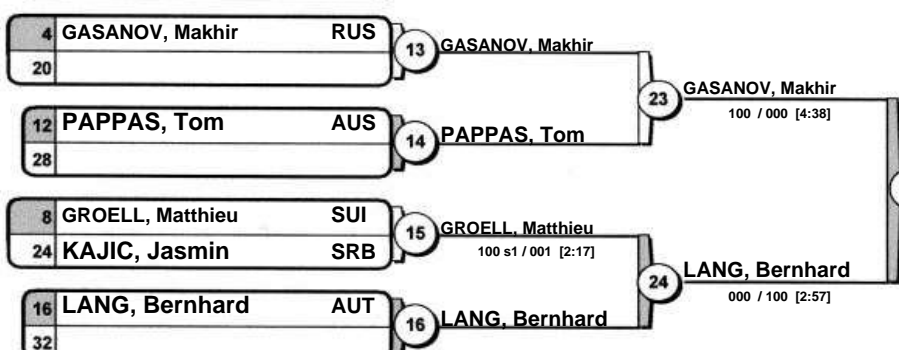 4 GASANOV, Makhir RUS
20
13 GASANOV, Makhir
12 PAPPAS, Tom AUS
28
14 PAPPAS, Tom
23 GASANOV, Makhir
100 / 000 [4:38]
8 GROELL, Matthieu SUI
24 KAJIC, Jasmin SRB
15 GROELL, Matthieu
100 s1 / 001 [2:17]
16 LANG, Bernhard AUT
32
16 LANG, Bernhard
24 LANG, Bernhard
000 / 100 [2:57]